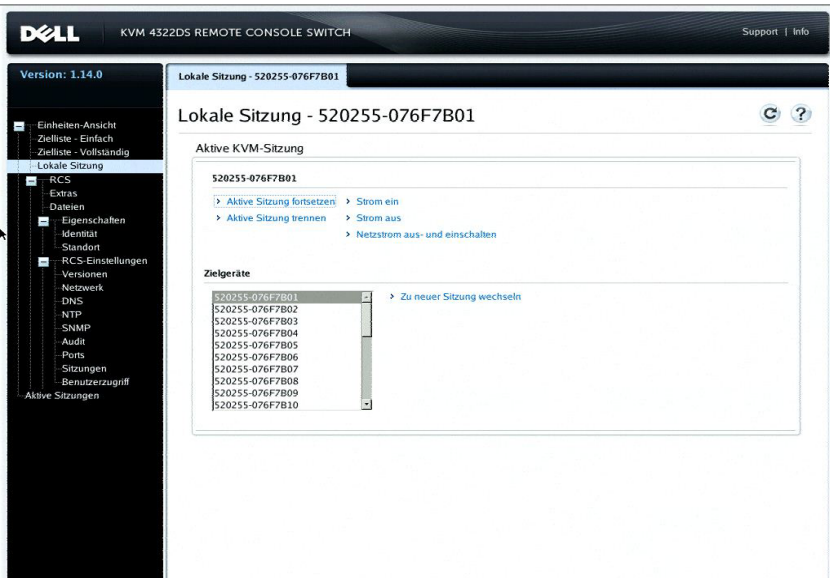 DELL
KVM 4322DS REMOTE CONSOLE SWITCH
Support | Info
Version: 1.14.0
Einheiten-Ansicht
Zielliste - Einfach
Zielliste - Vollständig
Lokale Sitzung
RCS
Extras
Dateien
Eigenschaften
Identität
Standort
RCS-Einstellungen
Versionen
Netzwerk
DNS
NTP
SNMP
Audit
Ports
Sitzungen
Benutzerzugriff
Aktive Sitzungen
Lokale Sitzung - 520255-076F7B01
Lokale Sitzung - 520255-076F7B01
Aktive KVM-Sitzung
520255-076F7B01
Aktive Sitzung fortsetzen
Aktive Sitzung trennen
Strom ein
Strom aus
Netzstrom aus- und einschalten
Zielgeräte
520255-076F7B01
520255-076F7B02
520255-076F7B03
520255-076F7B04
520255-076F7B05
520255-076F7B06
520255-076F7B07
520255-076F7B08
520255-076F7B09
520255-076F7B10
Zu neuer Sitzung wechseln